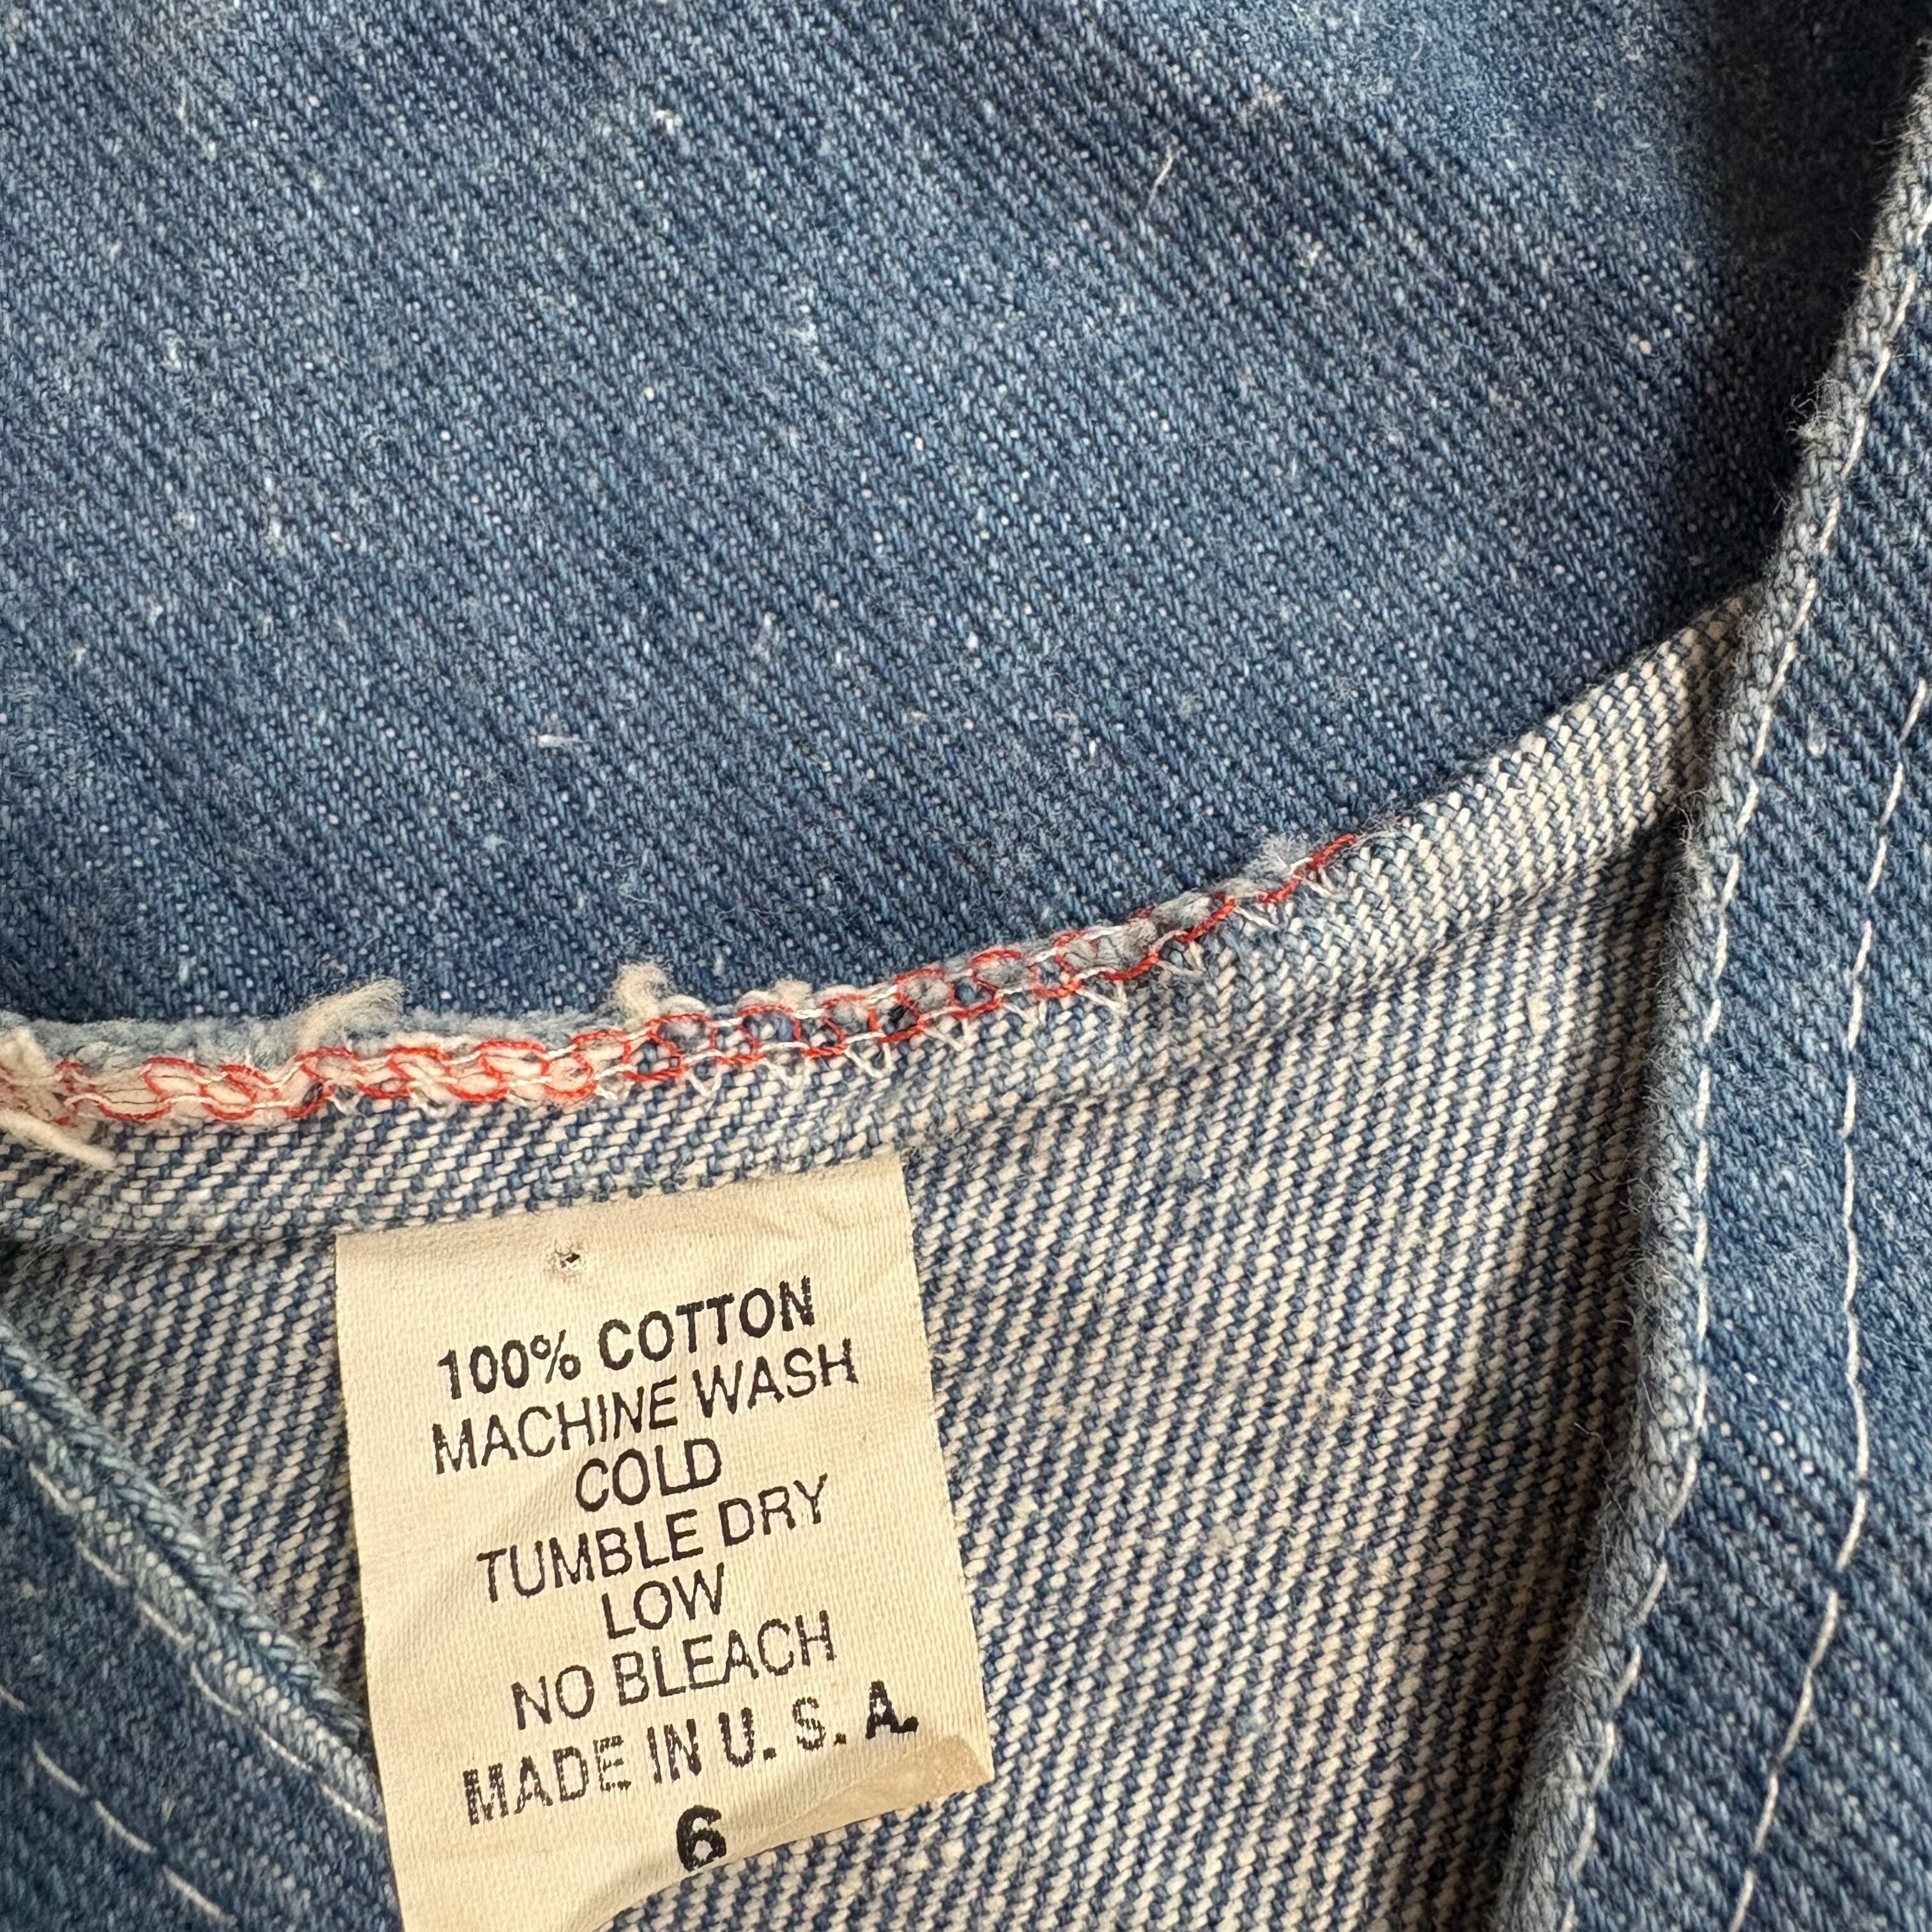 100% COTTON
MACHINE WASH
COLD
TUMBLE DRY
LOW
NO BLEACH
MADE IN U. S. A.
6